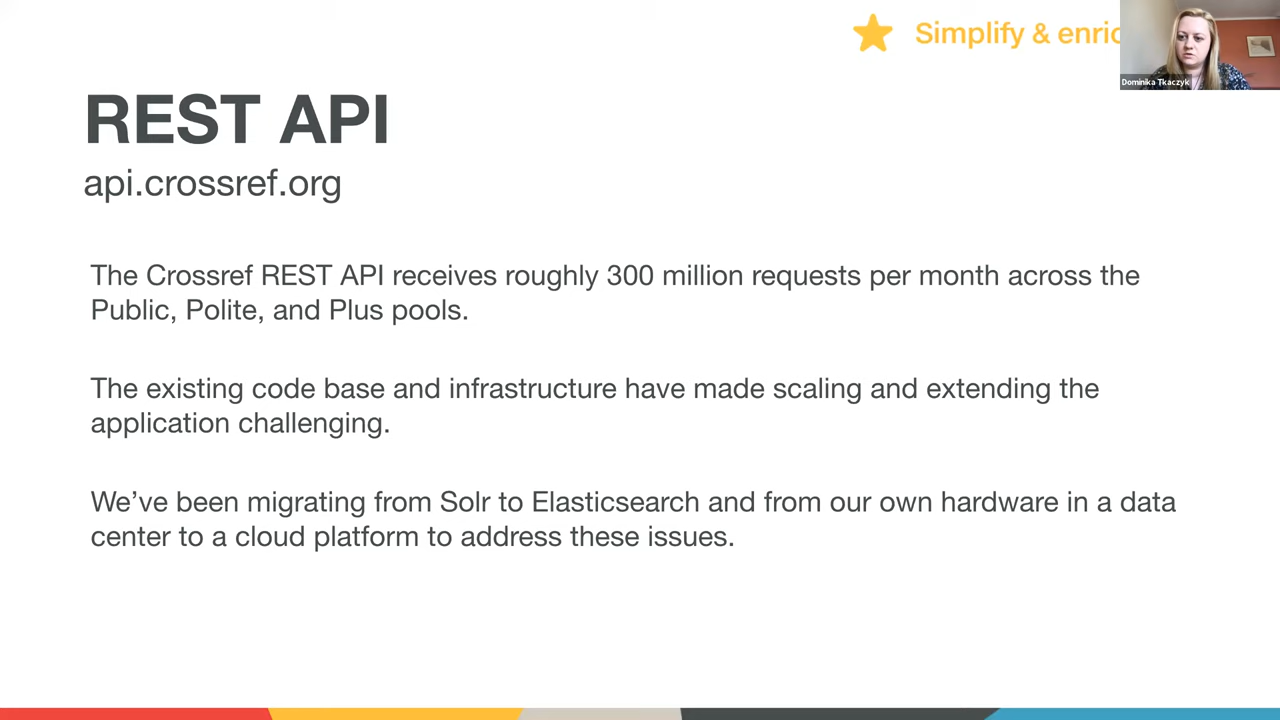 Simplify & enric
Dominika Tkaczyk
REST API
api.crossref.org
The Crossref REST API receives roughly 300 million requests per month across the
Public, Polite, and Plus pools.
The existing code base and infrastructure have made scaling and extending the
application challenging.
We’ve been migrating from Solr to Elasticsearch and from our own hardware in a data
center to a cloud platform to address these issues.